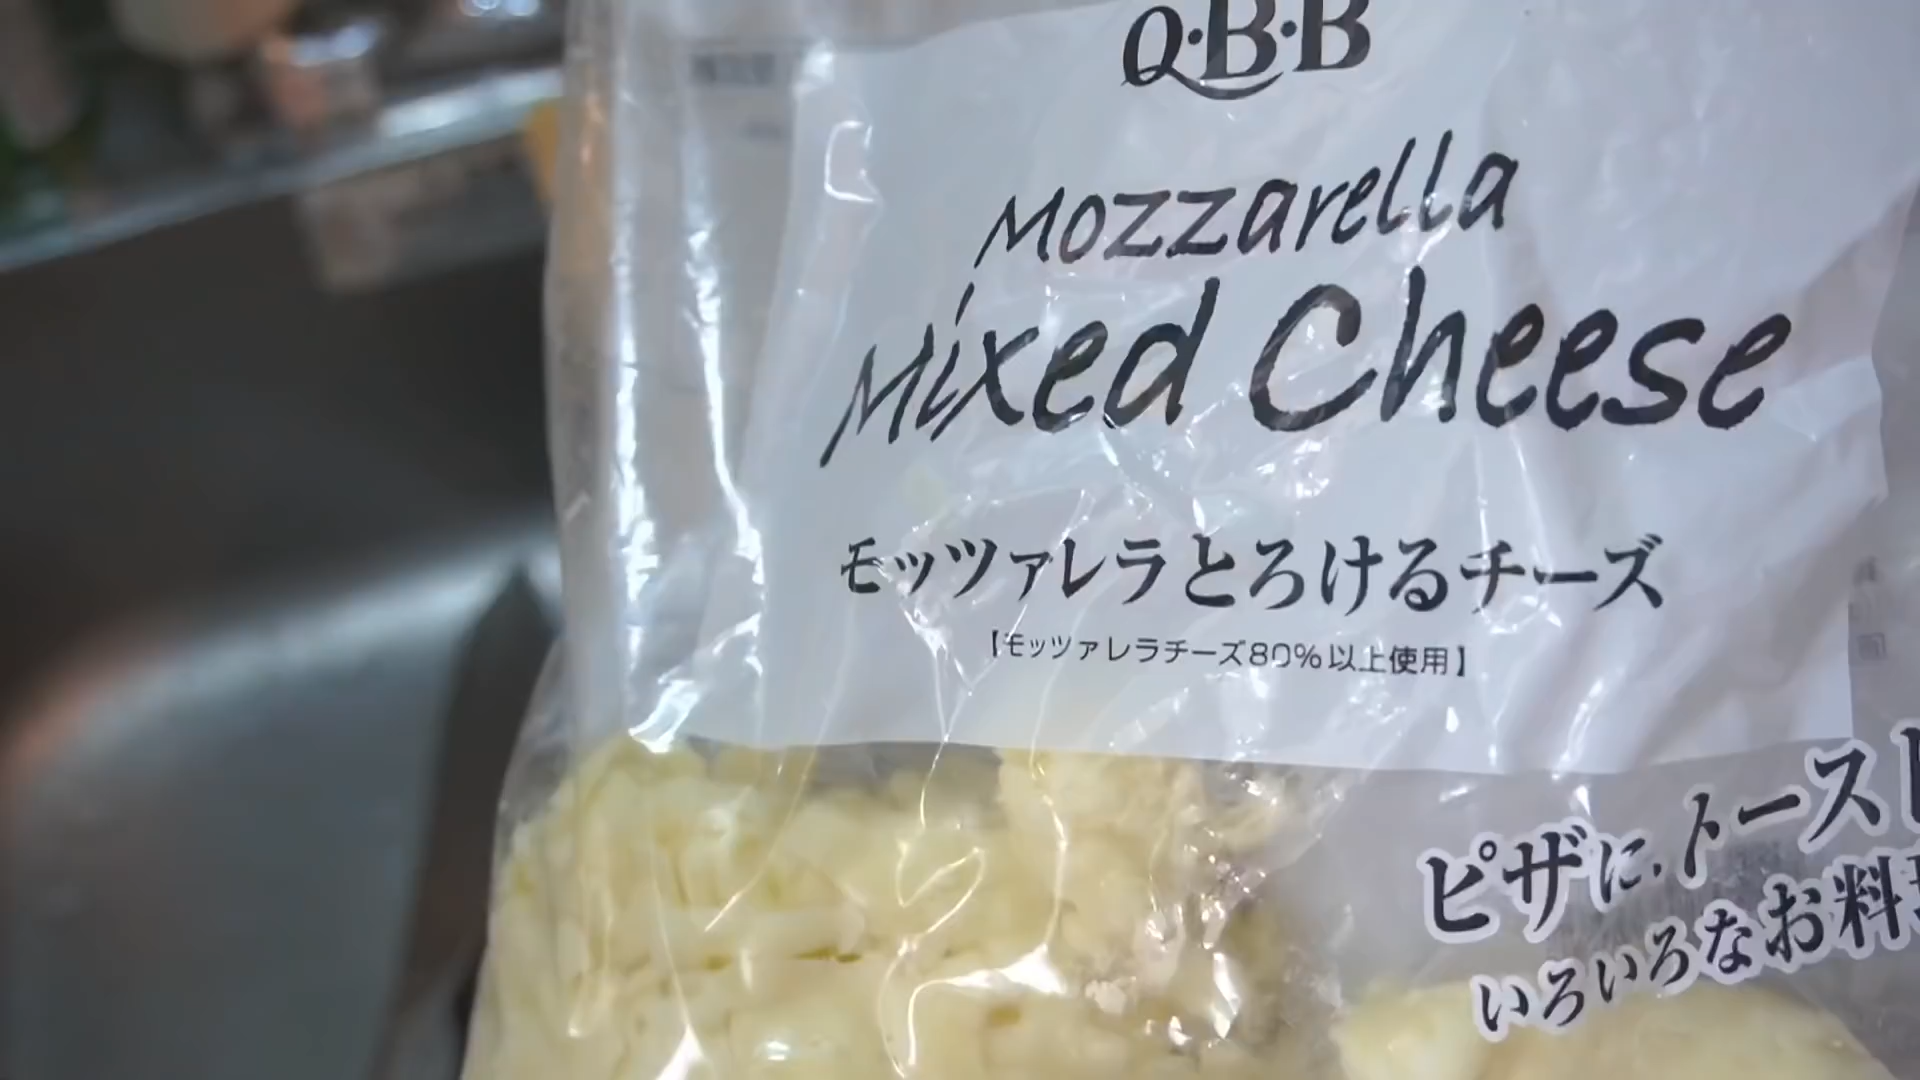 Q・B・B
Mozzarella
Mixed Cheese
モッツァレラとろけるチーズ
【モッツァレラチーズ80%以上使用】
ピザに、トースト
いろいろなお料理